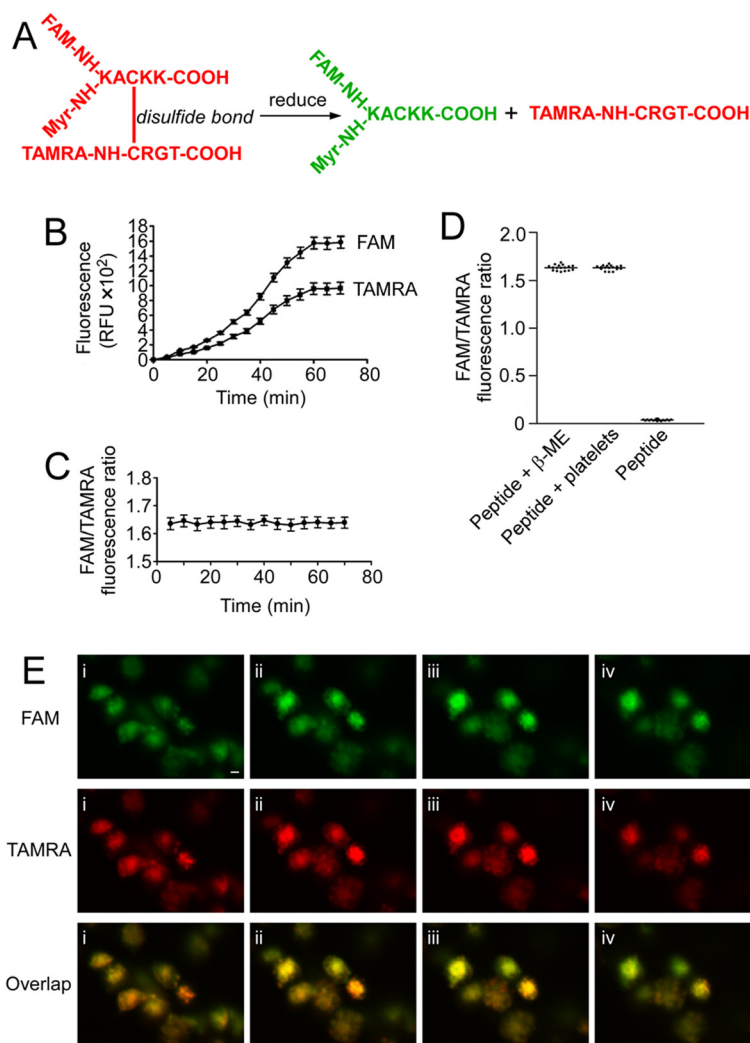 A
FAM-NH
KACKK-COOH
Myr-NH
disulfide bond
TAMRA-NH-CRGT-COOH
reduce
FAM-NH
KACKK-COOH
Myr-NH
+
TAMRA-NH-CRGT-COOH
B
Fluorescence
(RFU ×10²)
18
16
14
12
10
8
6
4
2
0
FAM
TAMRA
0 20 40 60 80
Time (min)
C
FAM/TAMRA
fluorescence ratio
1.8
1.7
1.6
1.5
0 20 40 60 80
Time (min)
D
FAM/TAMRA
fluorescence ratio
2.0
1.5
1.0
0.5
0
Peptide + β-ME
Peptide + platelets
Peptide
E
i ii iii iv
FAM
i ii iii iv
TAMRA
i ii iii iv
Overlap